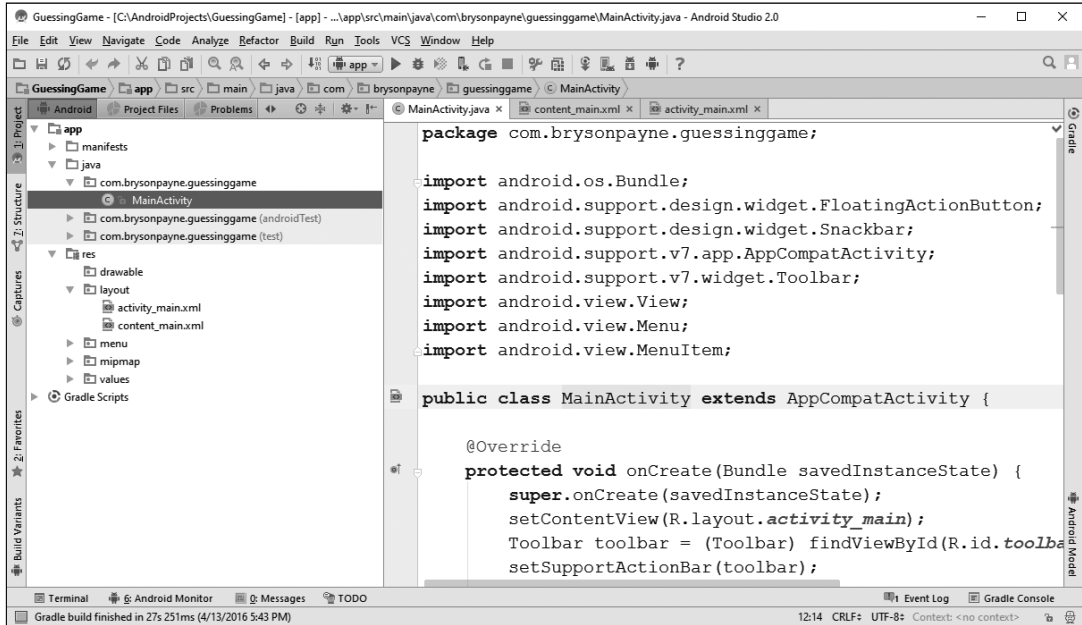 GuessingGame - [C:\AndroidProjects\GuessingGame] - [app] - ...\app\src\main\java\com\brysonpayne\guessinggame\MainActivity.java - Android Studio 2.0
File Edit View Navigate Code Analyze Refactor Build Run Tools VCS Window Help
app
GuessingGame app src main java com brysonpayne guessinggame MainActivity
Android Project Files Problems
MainActivity.java content_main.xml activity_main.xml
1: Project
7: Structure
Captures
2: Favorites
Build Variants
app
manifests
java
com.brysonpayne.guessinggame
MainActivity
com.brysonpayne.guessinggame (androidTest)
com.brysonpayne.guessinggame (test)
res
drawable
layout
activity_main.xml
content_main.xml
menu
mipmap
values
Gradle Scripts
package com.brysonpayne.guessinggame;
import android.os.Bundle;
import android.support.design.widget.FloatingActionButton;
import android.support.design.widget.Snackbar;
import android.support.v7.app.AppCompatActivity;
import android.support.v7.widget.Toolbar;
import android.view.View;
import android.view.Menu;
import android.view.MenuItem;
public class MainActivity extends AppCompatActivity {
@Override
protected void onCreate(Bundle savedInstanceState) {
super.onCreate(savedInstanceState);
setContentView(R.layout.activity_main);
Toolbar toolbar = (Toolbar) findViewById(R.id.toolba
setSupportActionBar(toolbar);
Gradle
Android Model
Terminal 6: Android Monitor 0: Messages TODO 1 Event Log Gradle Console
Gradle build finished in 27s 251ms (4/13/2016 5:43 PM) 12:14 CRLF UTF-8 Context: <no context>